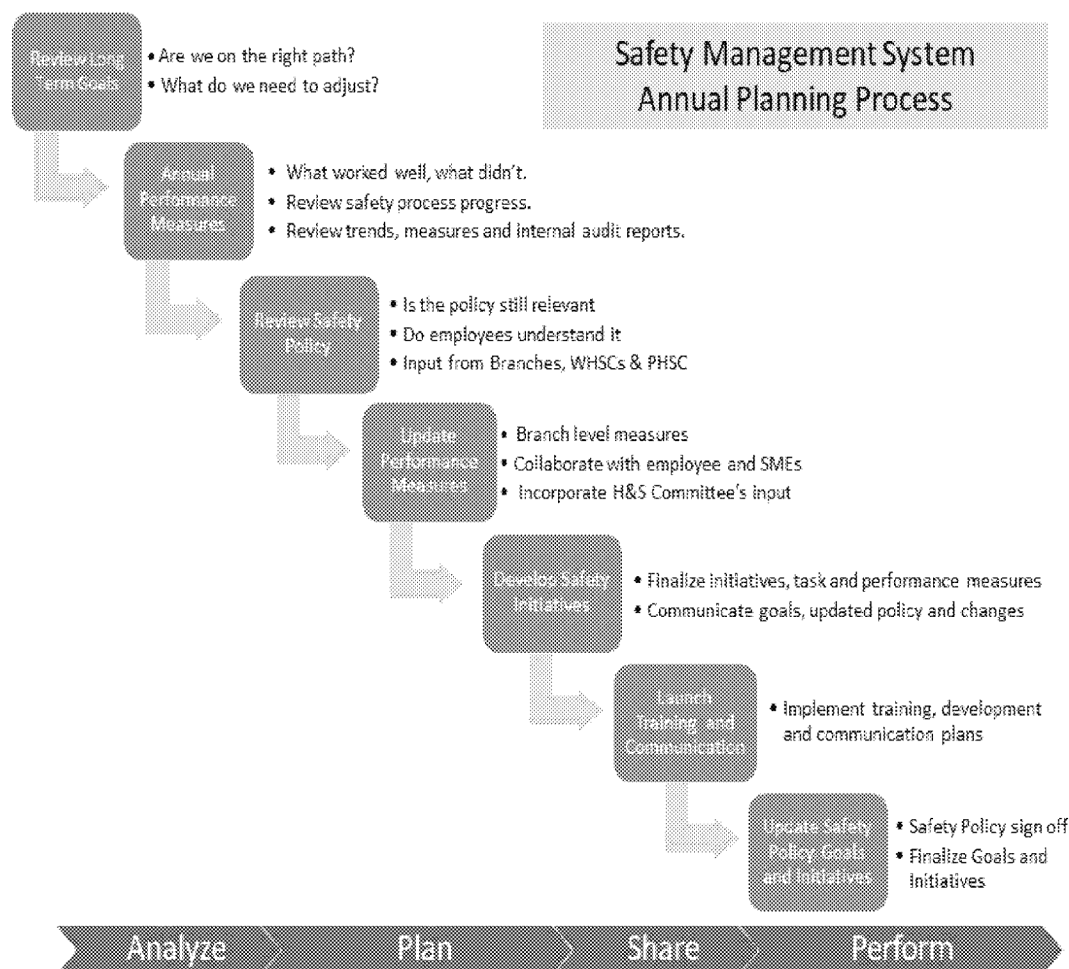 Safety Management System
Annual Planning Process
Review Long
Term Goals
• Are we on the right path?
• What do we need to adjust?
Annual
Performance
Measures
• What worked well, what didn't.
• Review safety process progress.
• Review trends, measures and internal audit reports.
Review Safety
Policy
• Is the policy still relevant
• Do employees understand it
• Input from Branches, WHSCs & PHSC
Update
Performance
Measures
• Branch level measures
• Collaborate with employee and SMEs
• Incorporate H&S Committee's input
Develop Safety
Initiatives
• Finalize initiatives, task and performance measures
• Communicate goals, updated policy and changes
Launch
Training and
Communication
• Implement training, development
and communication plans
Update Safety
Policy Goals
and Initiatives
• Safety Policy sign off
• Finalize Goals and
Initiatives
Analyze
Plan
Share
Perform